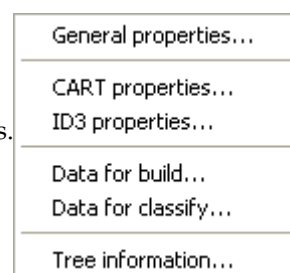 General properties...
CART properties...
s.
ID3 properties...
Data for build...
Data for classify...
Tree information...